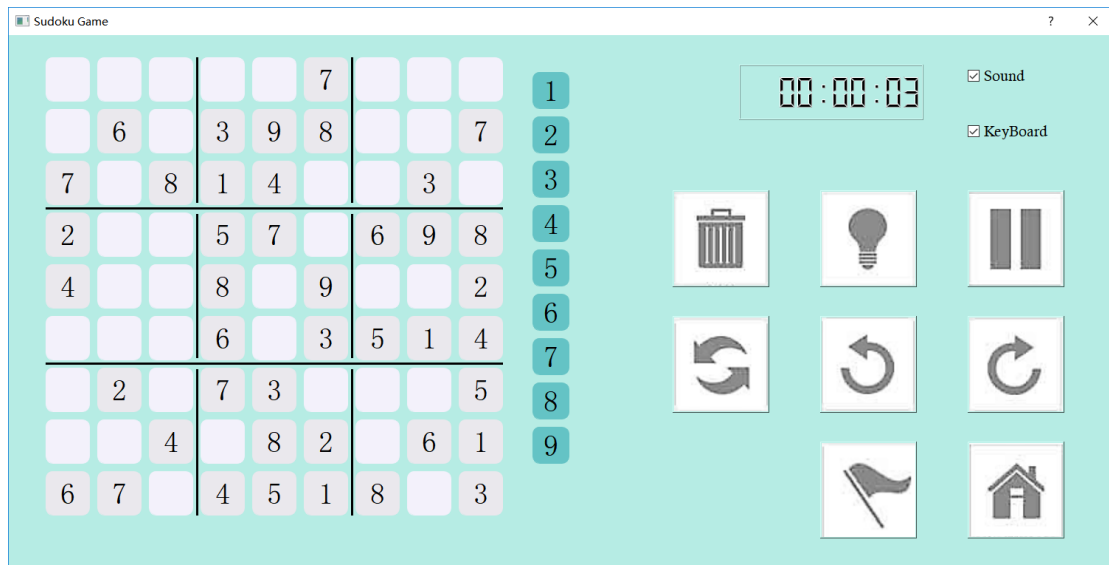 Sudoku Game
?
00:00:03
Sound
KeyBoard
7
6 3 9 8 7
7 8 1 4 3
2 5 7 6 9 8
4 8 9 2
6 3 5 1 4
2 7 3 5
4 8 2 6 1
6 7 4 5 1 8 3
1
2
3
4
5
6
7
8
9